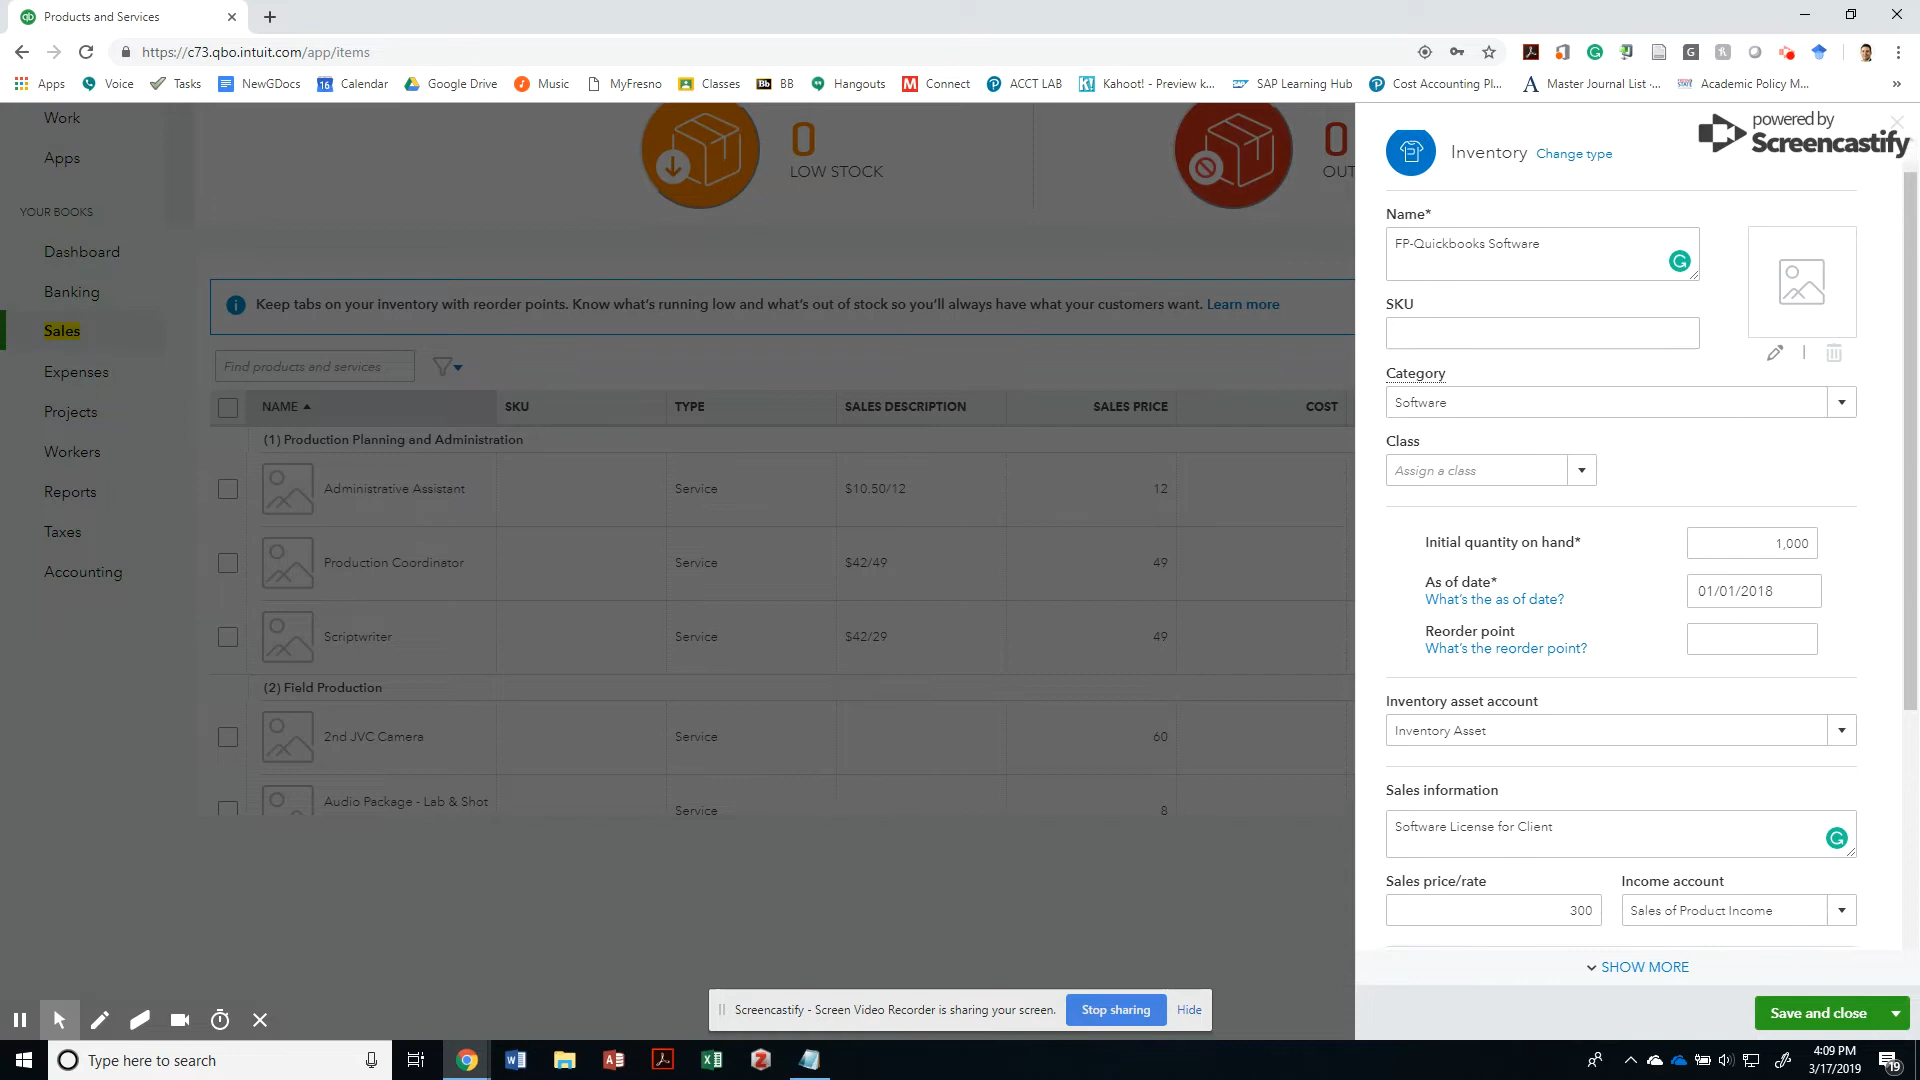 Products and Services
https://c73.qbo.intuit.com/app/items
Apps
Voice
Tasks
NewGDocs
16
Calendar
Google Drive
Music
MyFresno
Classes
Bb
BB
Hangouts
Connect
ACCT LAB
Kahoot! - Preview k...
SAP Learning Hub
Cost Accounting Pl...
Master Journal List -...
Academic Policy M...
Work
Apps
YOUR BOOKS
Dashboard
Banking
Sales
Expenses
Projects
Workers
Reports
Taxes
Accounting
0
LOW STOCK
0
OUT
Keep tabs on your inventory with reorder points. Know what's running low and what's out of stock so you'll always have what your customers want. Learn more
Find products and services
NAME SKU TYPE SALES DESCRIPTION SALES PRICE COST
(1) Production Planning and Administration
Administrative Assistant Service $10.50/12 12
Production Coordinator Service $42/49 49
Scriptwriter Service $42/29 49
(2) Field Production
2nd JVC Camera Service 60
Audio Package - Lab & Shot Service 8
powered by
Screencastify
Inventory Change type
Name*
FP-Quickbooks Software
SKU
Category
Software
Class
Assign a class
Initial quantity on hand* 1,000
As of date* 01/01/2018
What's the as of date?
Reorder point
What's the reorder point?
Inventory asset account
Inventory Asset
Sales information
Software License for Client
Sales price/rate Income account
300 Sales of Product Income
SHOW MORE
Save and close
Screencastify - Screen Video Recorder is sharing your screen. Stop sharing Hide
Type here to search
4:09 PM
3/17/2019
19